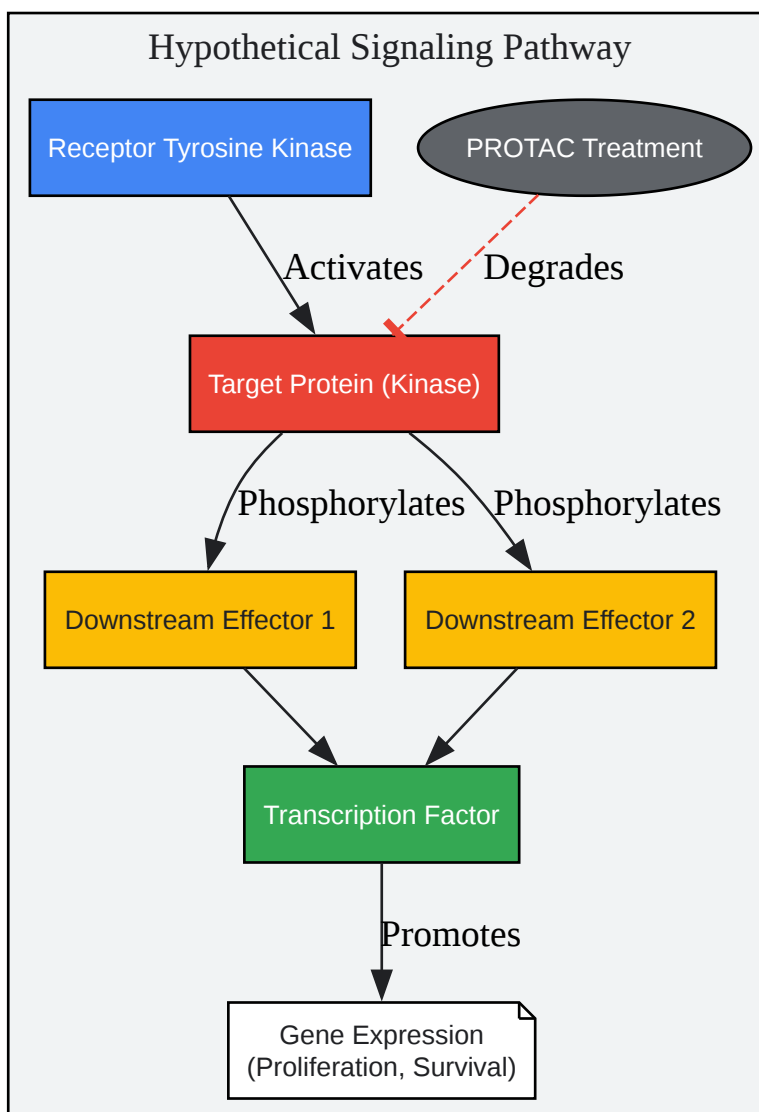 Hypothetical Signaling Pathway
Receptor Tyrosine Kinase
PROTAC Treatment
Activates
Degrades
Target Protein (Kinase)
Phosphorylates
Phosphorylates
Downstream Effector 1
Downstream Effector 2
Transcription Factor
Promotes
Gene Expression
(Proliferation, Survival)